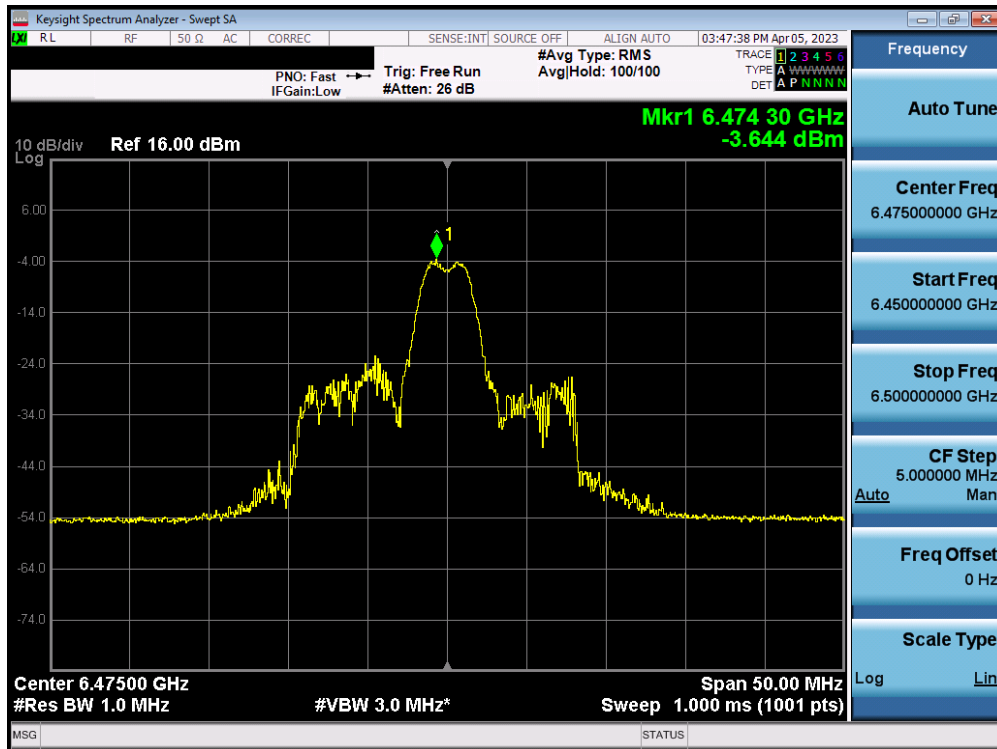 Keysight Spectrum Analyzer - Swept SA
LXI RL RF 50 Ω AC CORREC SENSE:INT SOURCE OFF ALIGN AUTO 03:47:38 PM Apr 05, 2023
PNO: Fast
IFGain:Low
Trig: Free Run
#Atten: 26 dB
#Avg Type: RMS
Avg|Hold: 100/100
TRACE 1 2 3 4 5 6
TYPE A WWWWW
DET A P N N N N
Mkr1 6.474 30 GHz
-3.644 dBm
10 dB/div
Log
Ref 16.00 dBm
6.00
-4.00
-14.0
-24.0
-34.0
-44.0
-54.0
-64.0
-74.0
1
Center 6.47500 GHz
Span 50.00 MHz
#Res BW 1.0 MHz
#VBW 3.0 MHz*
Sweep 1.000 ms (1001 pts)
MSG
STATUS
Frequency
Auto Tune
Center Freq
6.475000000 GHz
Start Freq
6.450000000 GHz
Stop Freq
6.500000000 GHz
CF Step
5.000000 MHz
Auto Man
Freq Offset
0 Hz
Scale Type
Log Lin